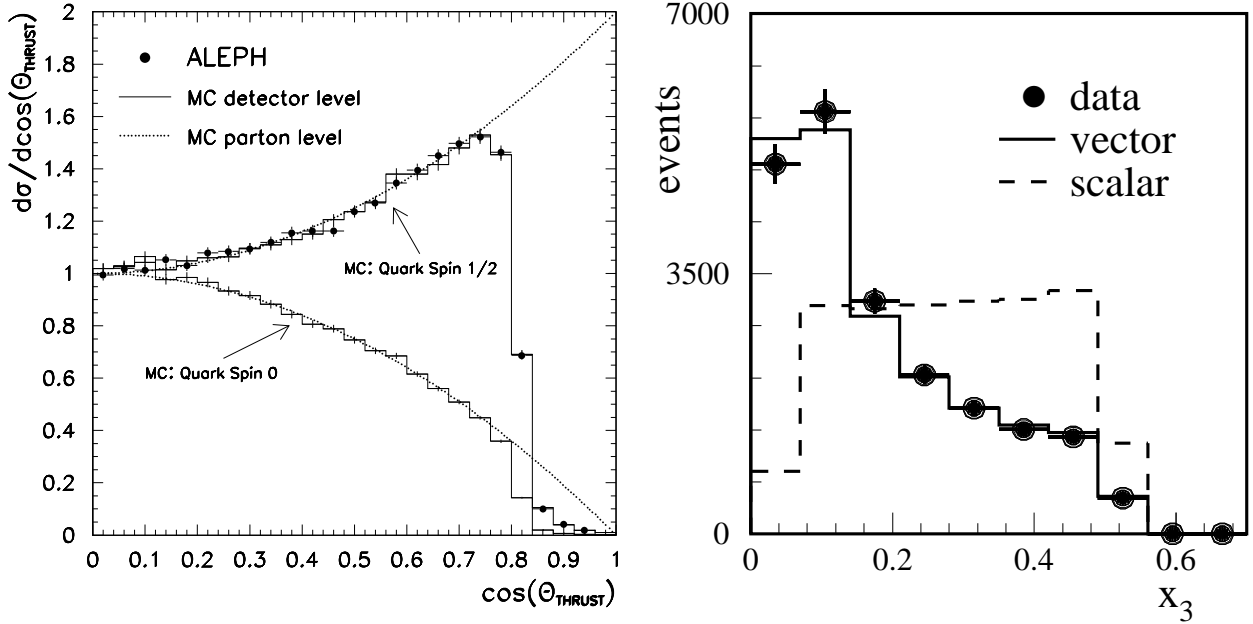 dσ/dcos(Θ_THRUST)
2
1.8
1.6
1.4
1.2
1
0.8
0.6
0.4
0.2
0
ALEPH
MC detector level
MC parton level
MC: Quark Spin 1/2
MC: Quark Spin 0
0 0.1 0.2 0.3 0.4 0.5 0.6 0.7 0.8 0.9 1
cos(Θ_THRUST)
events
7000
3500
0
data
vector
scalar
0 0.2 0.4 0.6
x_3